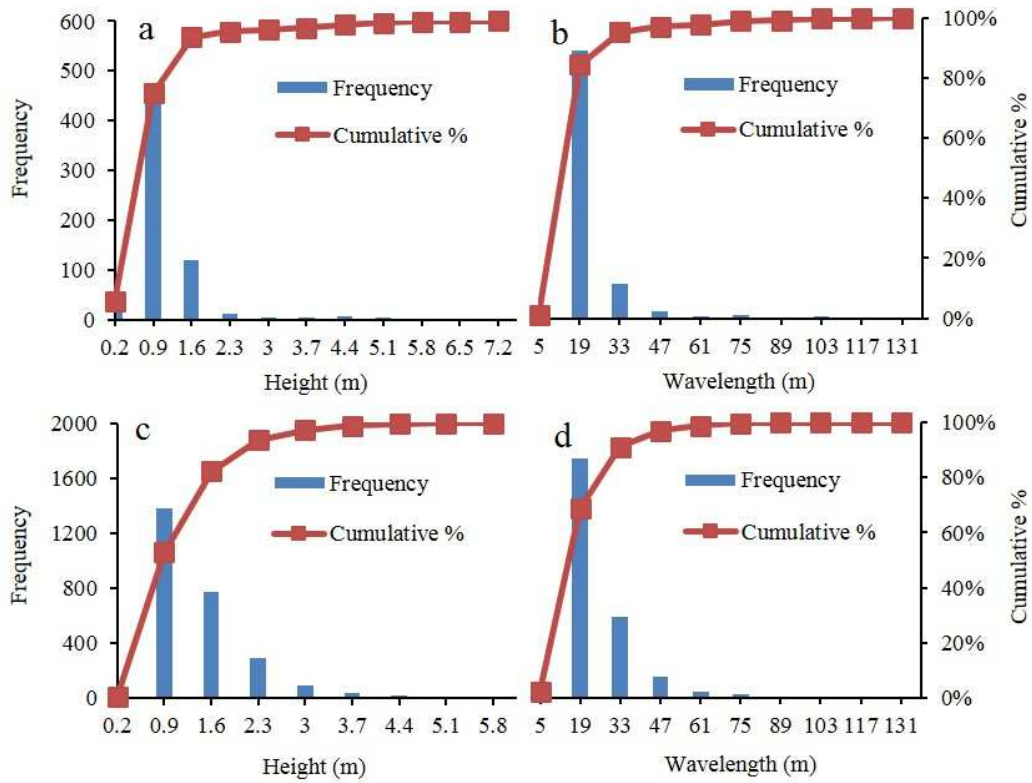 a
600
500
400
300
200
100
0
Frequency
Frequency
Cumulative %
0.2 0.9 1.6 2.3 3 3.7 4.4 5.1 5.8 6.5 7.2
Height (m)
b
100%
80%
60%
40%
20%
0%
Cumulative %
Frequency
Cumulative %
5 19 33 47 61 75 89 103 117 131
Wavelength (m)
c
2000
1600
1200
800
400
0
Frequency
Frequency
Cumulative %
0.2 0.9 1.6 2.3 3 3.7 4.4 5.1 5.8
Height (m)
d
100%
80%
60%
40%
20%
0%
Cumulative %
Frequency
Cumulative %
5 19 33 47 61 75 89 103 117 131
Wavelength (m)